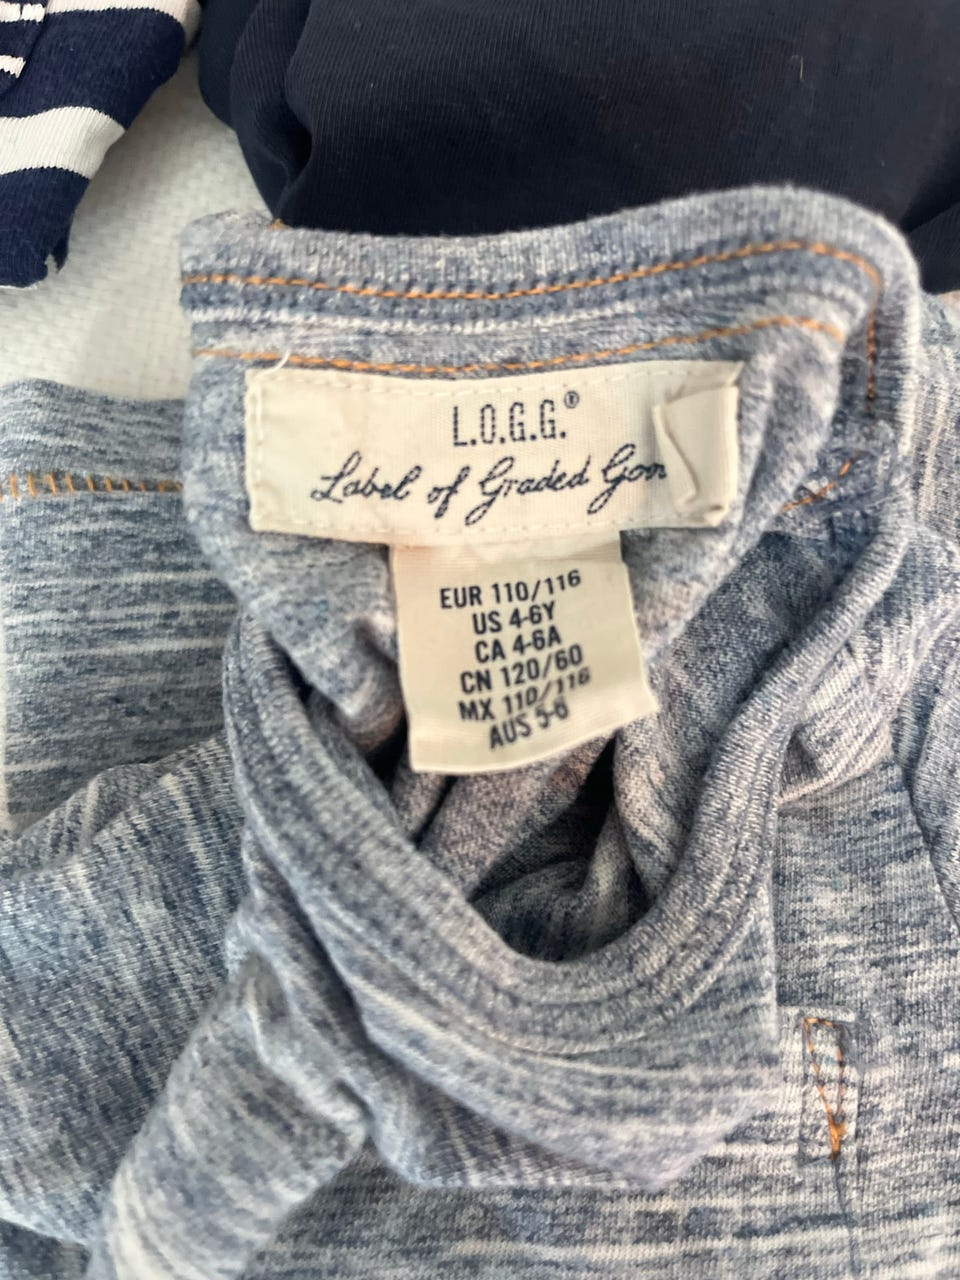 L.O.G.G.®
Label of Graded Goo
EUR 110/116
US 4-6Y
CA 4-6A
CN 120/60
MX 110/116
AUS 5-6